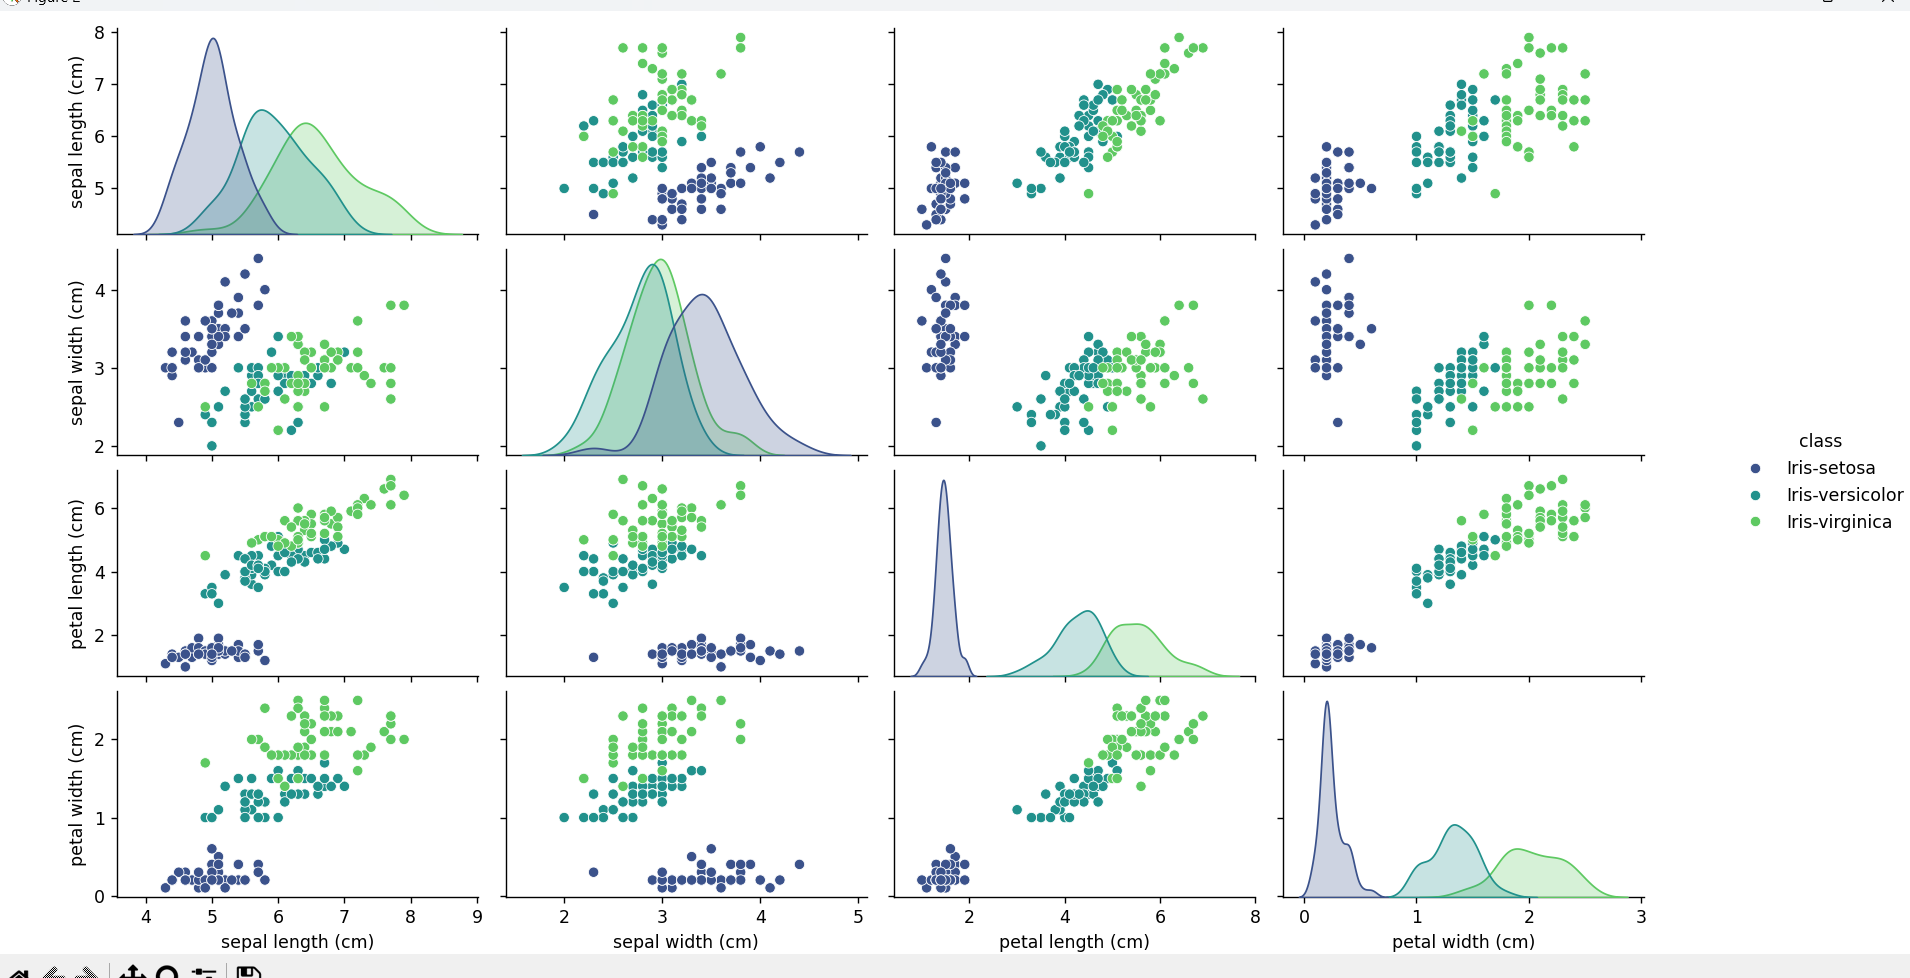 Figure 2
8
7
6
5
sepal length (cm)
4
3
2
sepal width (cm)
6
4
2
petal length (cm)
2
1
0
petal width (cm)
4 5 6 7 8 9
sepal length (cm)
2 3 4 5
sepal width (cm)
2 4 6 8
petal length (cm)
0 1 2 3
petal width (cm)
class
Iris-setosa
Iris-versicolor
Iris-virginica